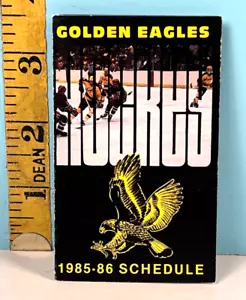 GOLDEN EAGLES
HOCKEY
1985-86 SCHEDULE
1
2
3
DEAN